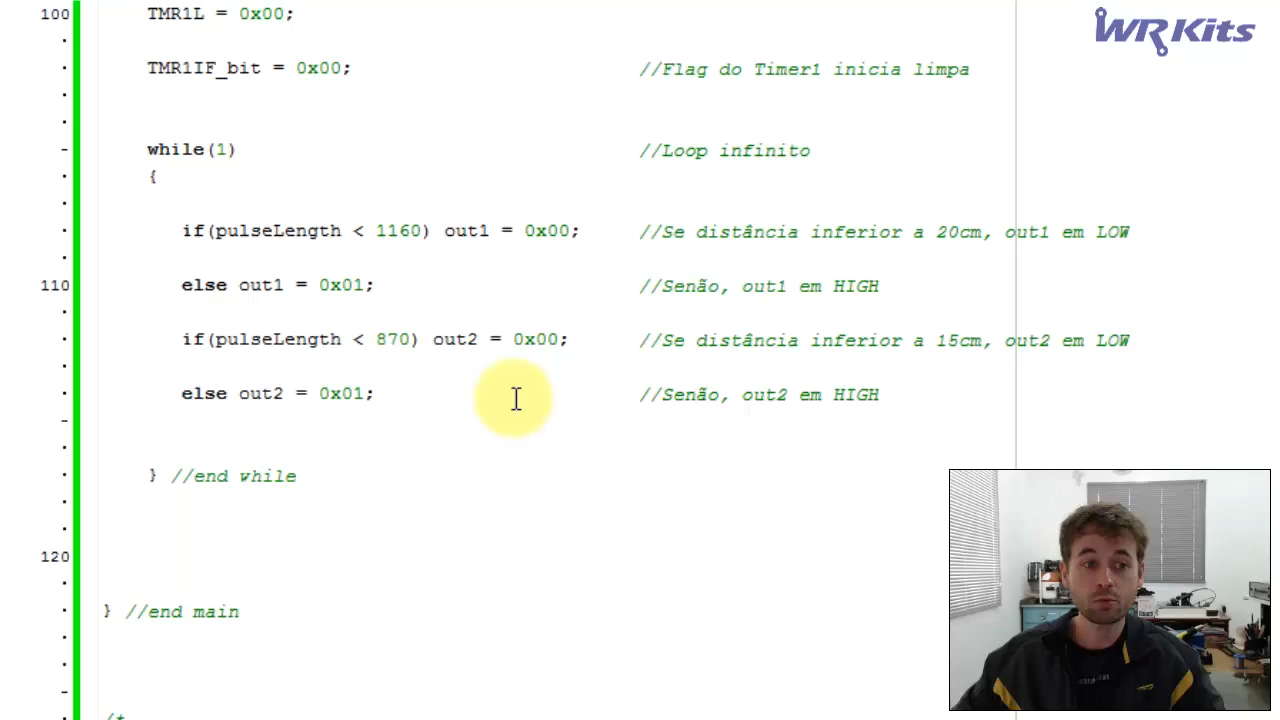 WR Kits
100 TMR1L = 0x00;
TMR1IF_bit = 0x00; //Flag do Timer1 inicia limpa
while(1) //Loop infinito
{
if(pulseLength < 1160) out1 = 0x00; //Se distância inferior a 20cm, out1 em LOW
110 else out1 = 0x01; //Senão, out1 em HIGH
if(pulseLength < 870) out2 = 0x00; //Se distância inferior a 15cm, out2 em LOW
else out2 = 0x01; //Senão, out2 em HIGH
} //end while
120
} //end main